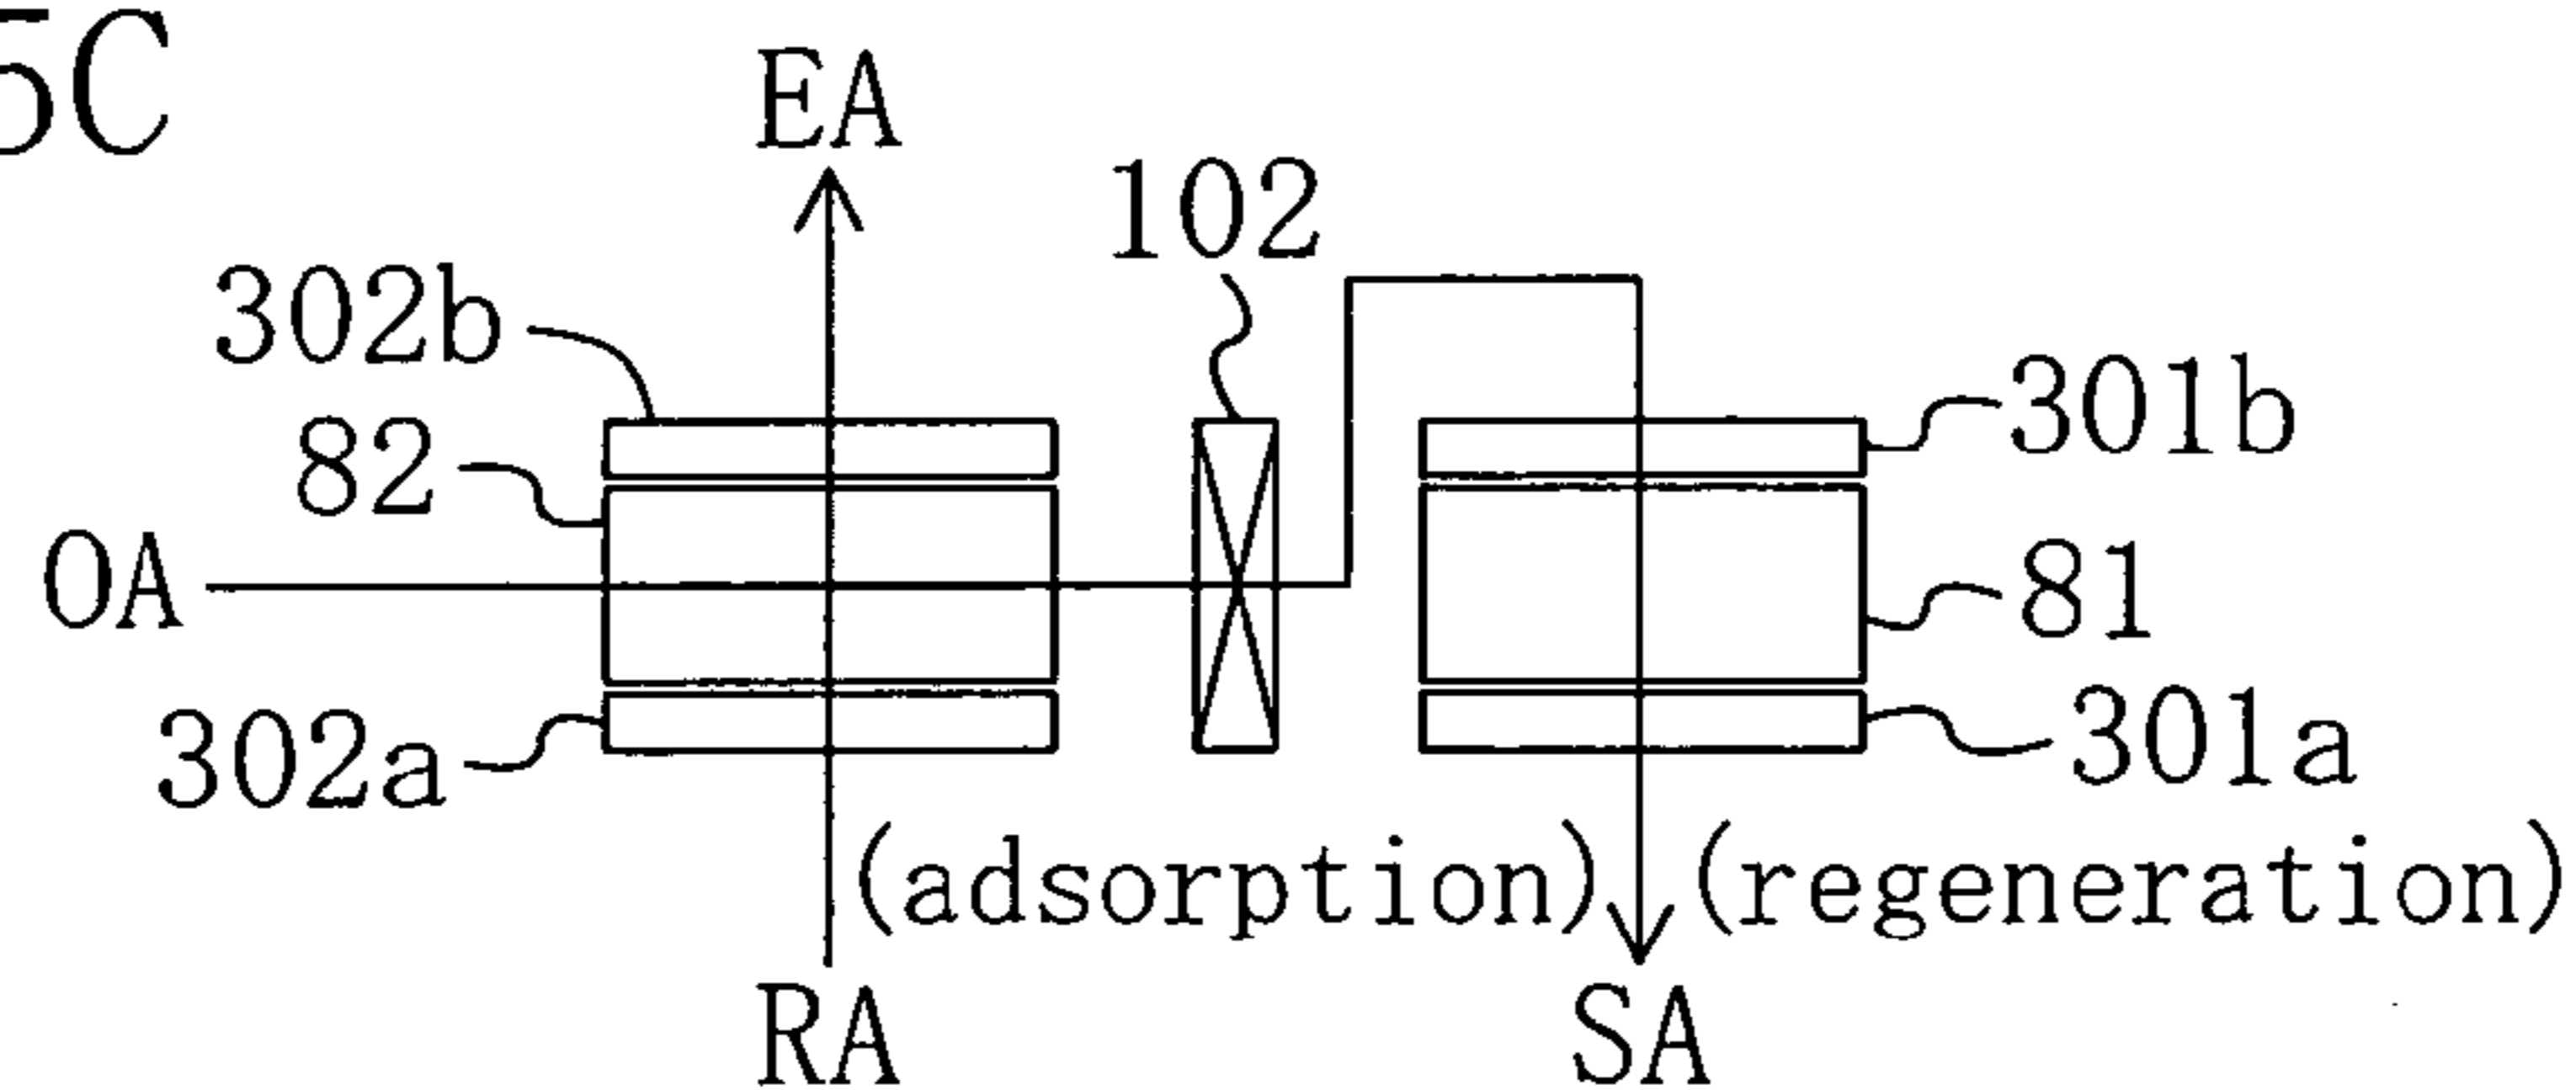 5C
EA
102
302b
301b
82
OA
81
302a
301a
(adsorption) (regeneration)
RA
SA